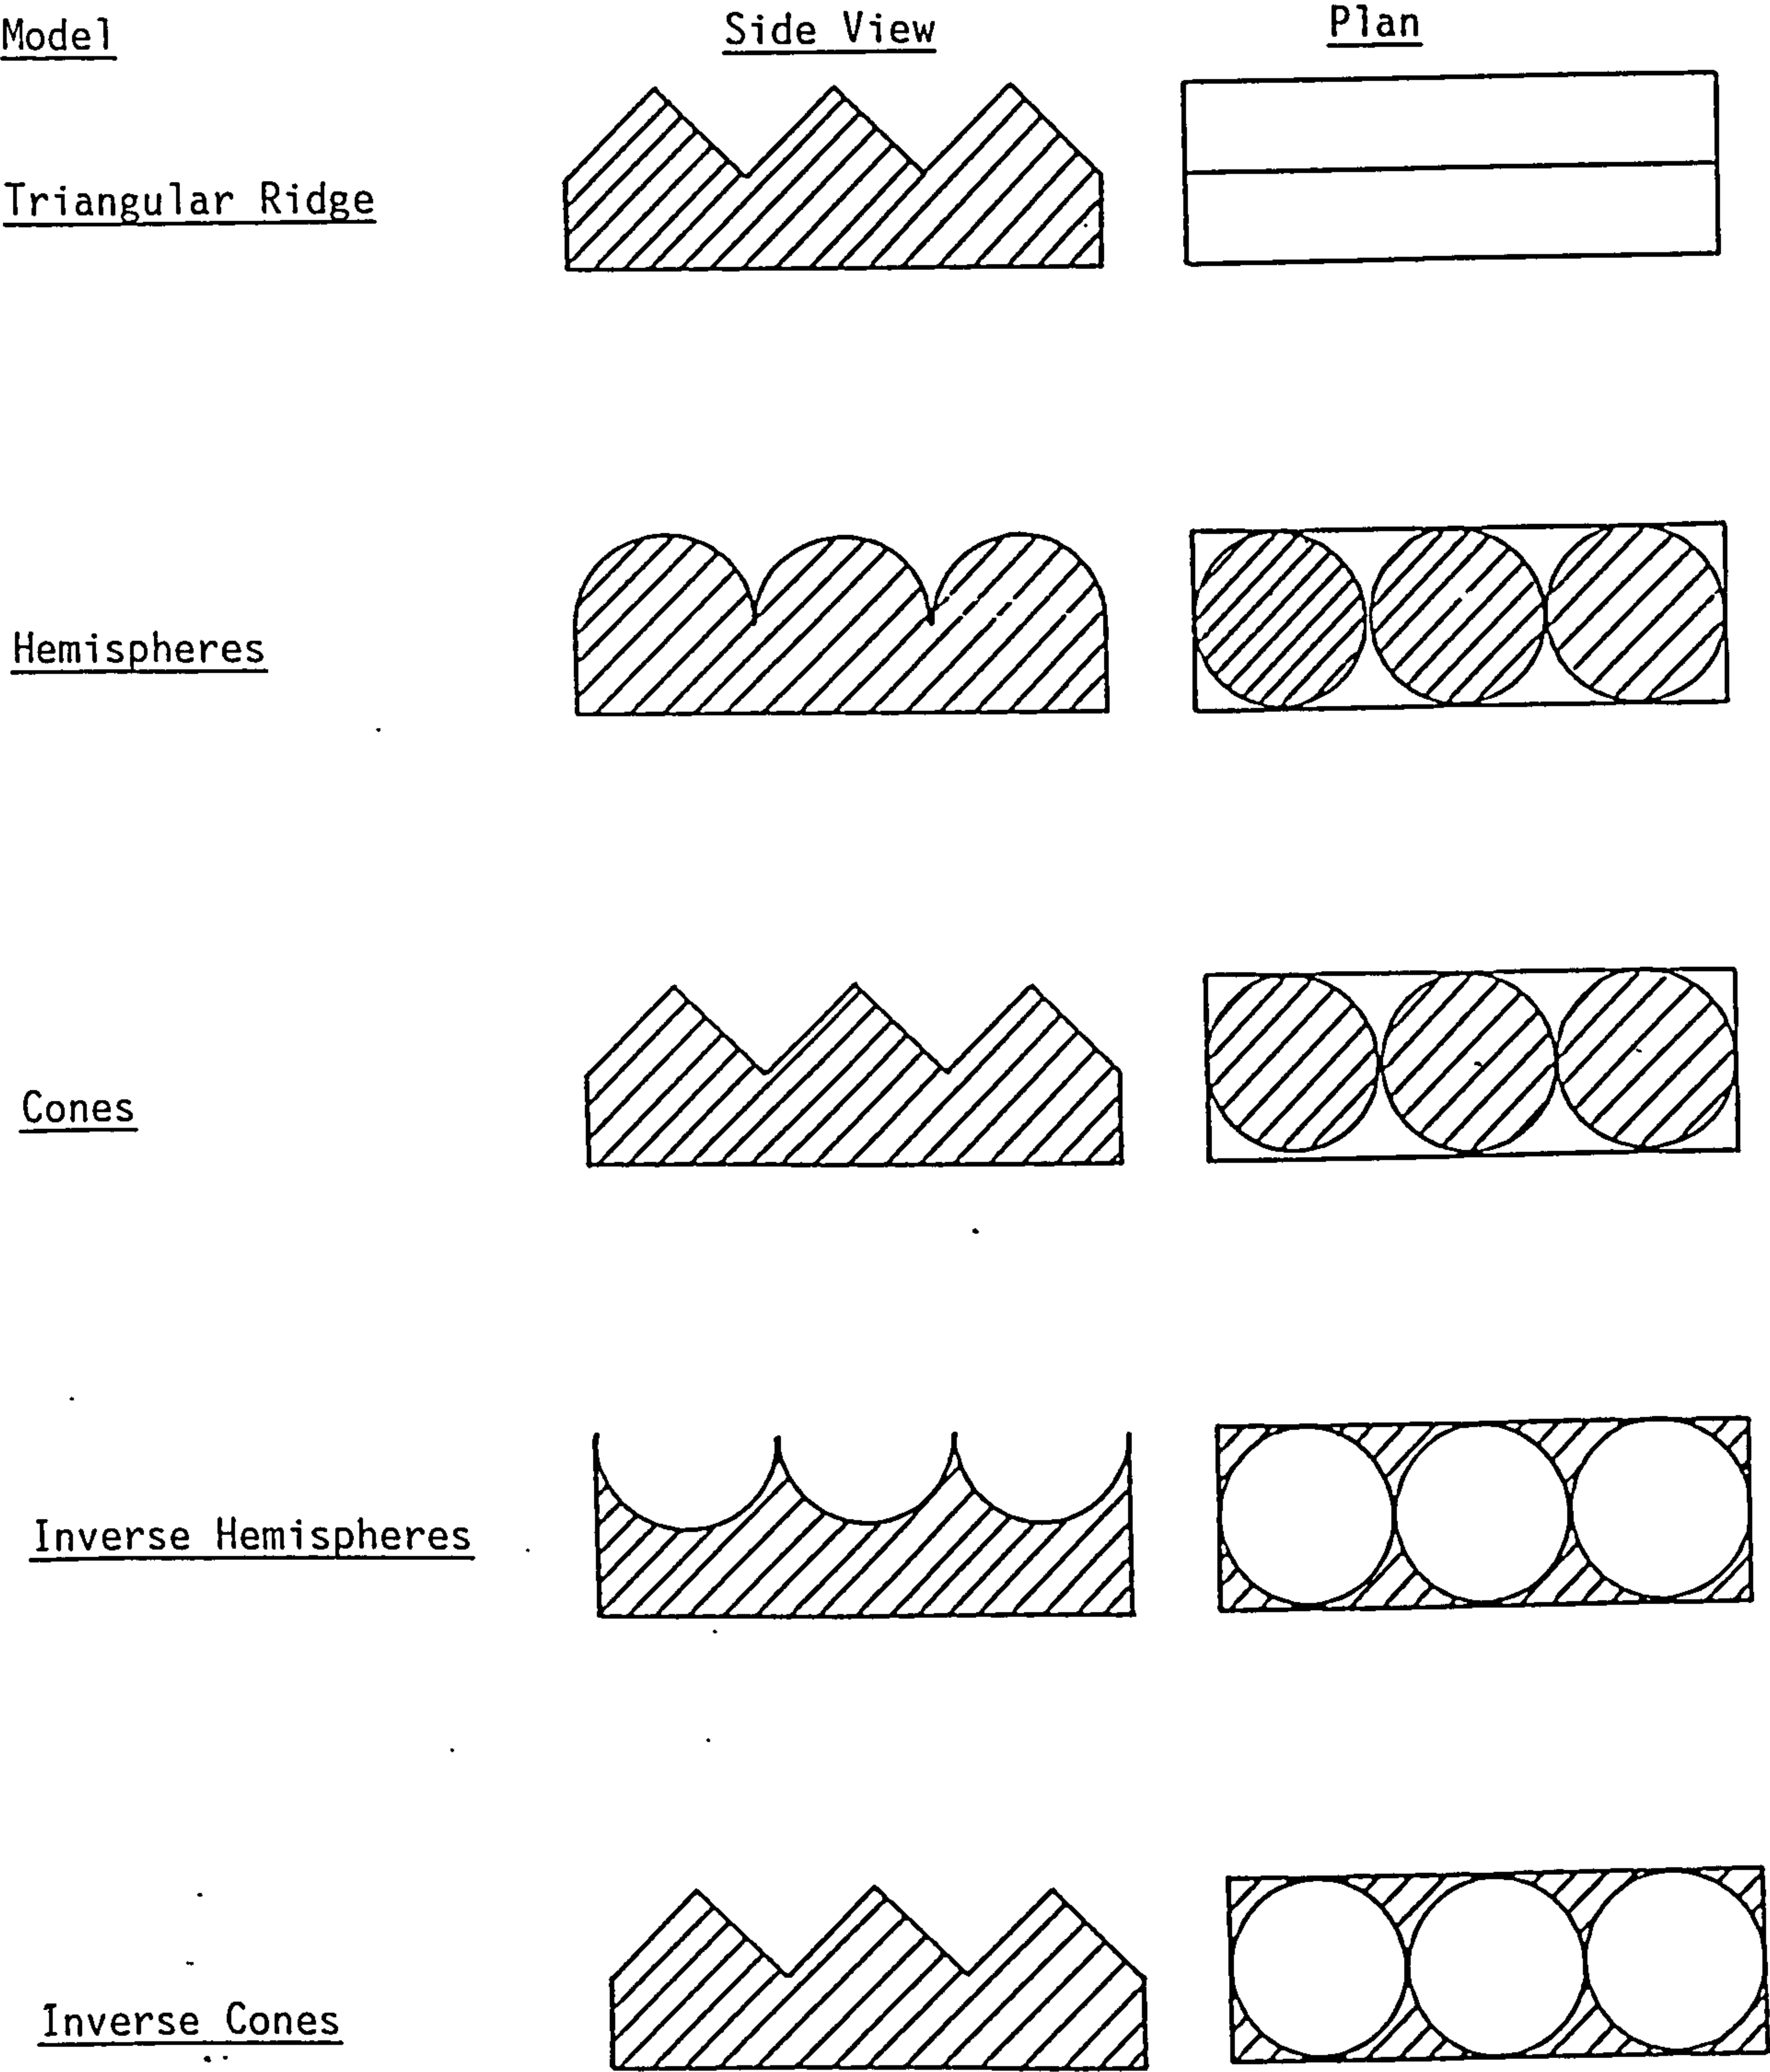 Model Side View Plan
Triangular Ridge
Hemispheres
Cones
Inverse Hemispheres
Inverse Cones